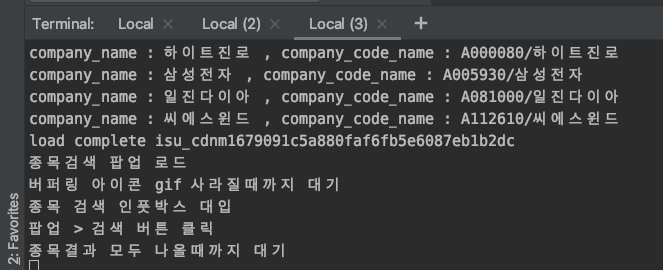 Terminal: Local × Local (2) × Local (3) × +
company_name : 하이트진로 , company_code_name : A000080/하이트진로
company_name : 삼성전자 , company_code_name : A005930/삼성전자
company_name : 일진다이아 , company_code_name : A081000/일진다이아
company_name : 씨에스윈드 , company_code_name : A112610/씨에스윈드
load complete isu_cdnm1679091c5a880faf6fb5e6087eb1b2dc
종목검색 팝업 로드
버퍼링 아이콘 gif 사라질때까지 대기
종목 검색 인풋박스 대입
팝업 > 검색 버튼 클릭
종목결과 모두 나올때까지 대기
2: Favorites